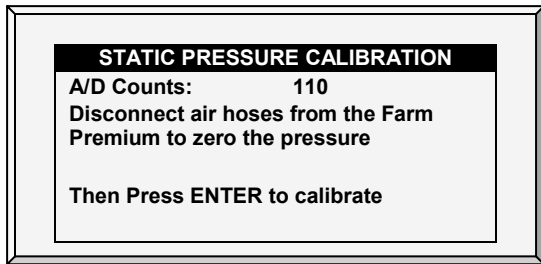 STATIC PRESSURE CALIBRATION
A/D Counts: 110
Disconnect air hoses from the Farm
Premium to zero the pressure
Then Press ENTER to calibrate